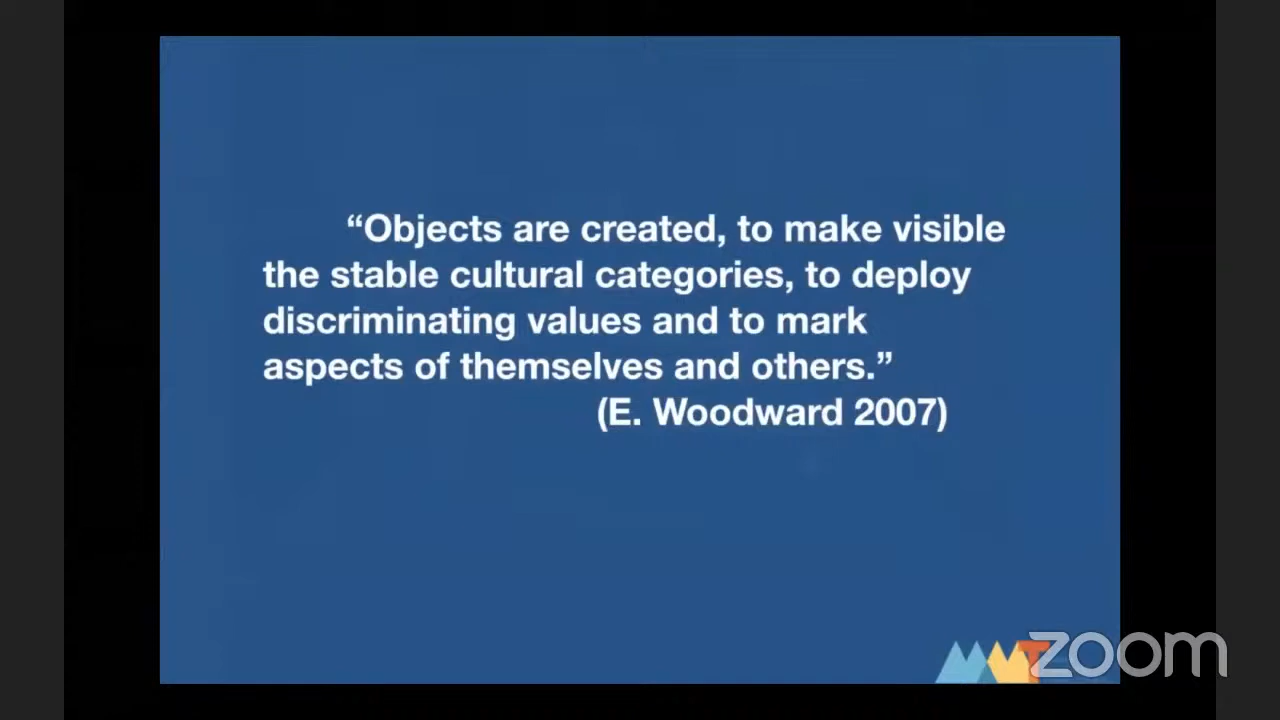 “Objects are created, to make visible
the stable cultural categories, to deploy
discriminating values and to mark
aspects of themselves and others.”
(E. Woodward 2007)
MMT
zoom